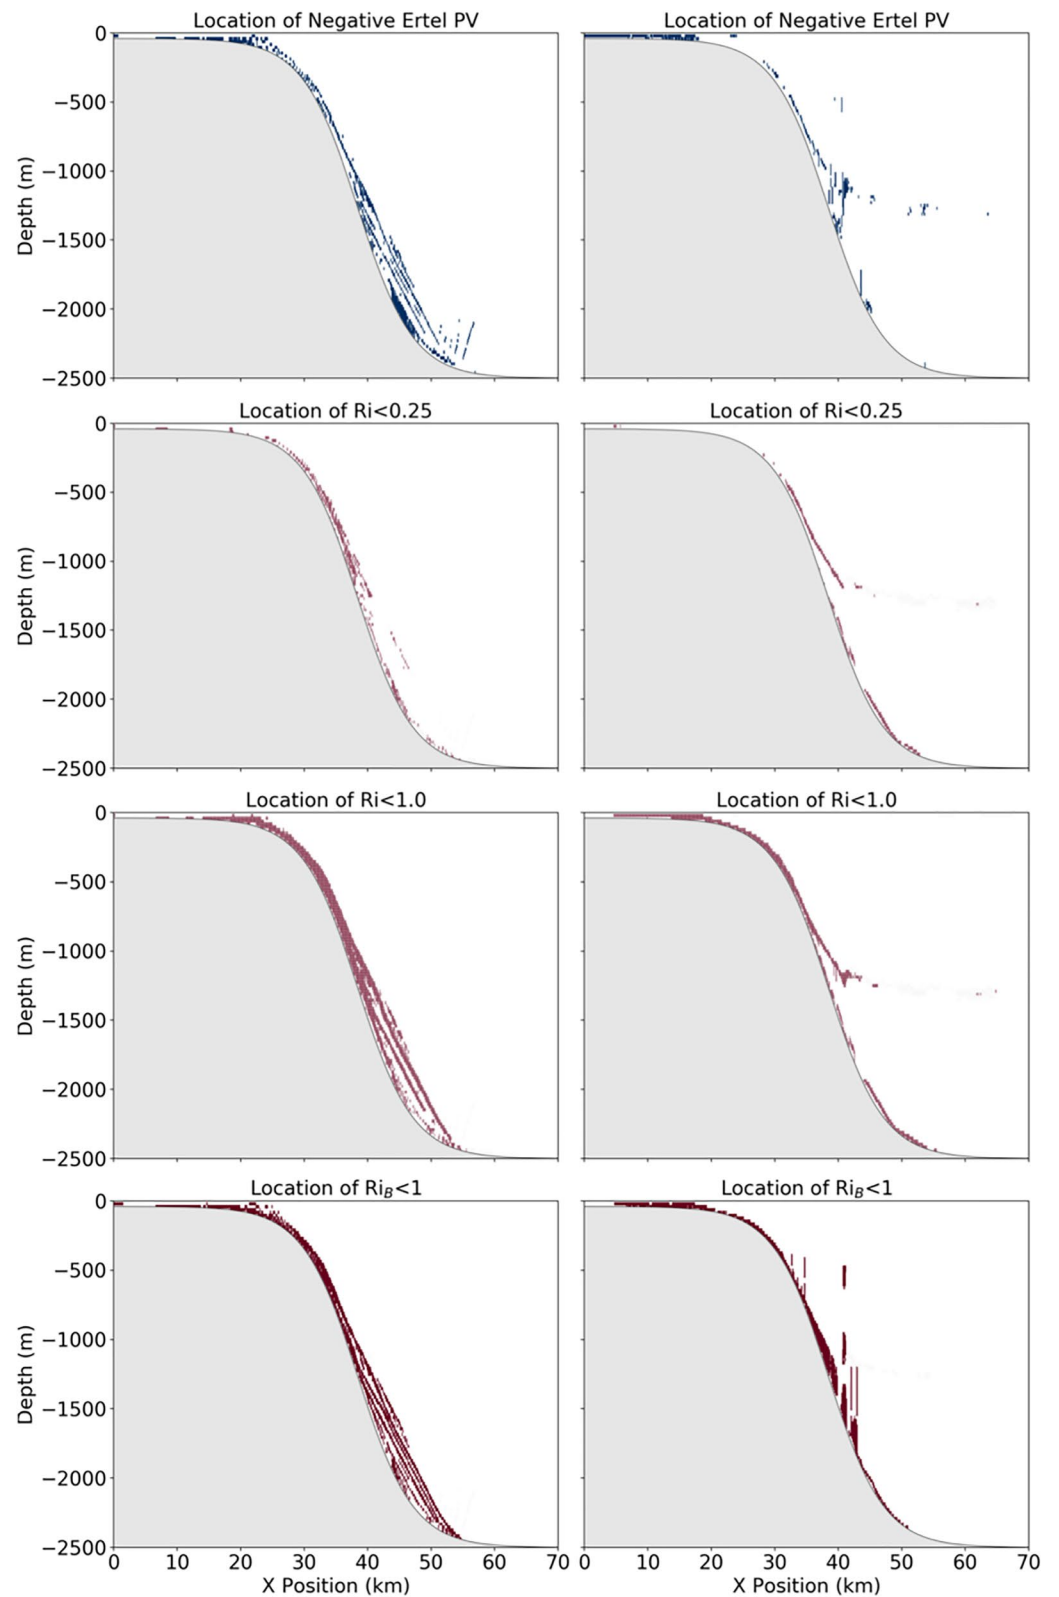 Location of Negative Ertel PV Location of Negative Ertel PV
0
−500
−1000
−1500
−2000
−2500
Depth (m)
Location of Ri<0.25 Location of Ri<0.25
0
−500
−1000
−1500
−2000
−2500
Depth (m)
Location of Ri<1.0 Location of Ri<1.0
0
−500
−1000
−1500
−2000
−2500
Depth (m)
Location of Ri_B<1 Location of Ri_B<1
0
−500
−1000
−1500
−2000
−2500
Depth (m)
0 10 20 30 40 50 60 70 0 10 20 30 40 50 60 70
X Position (km) X Position (km)